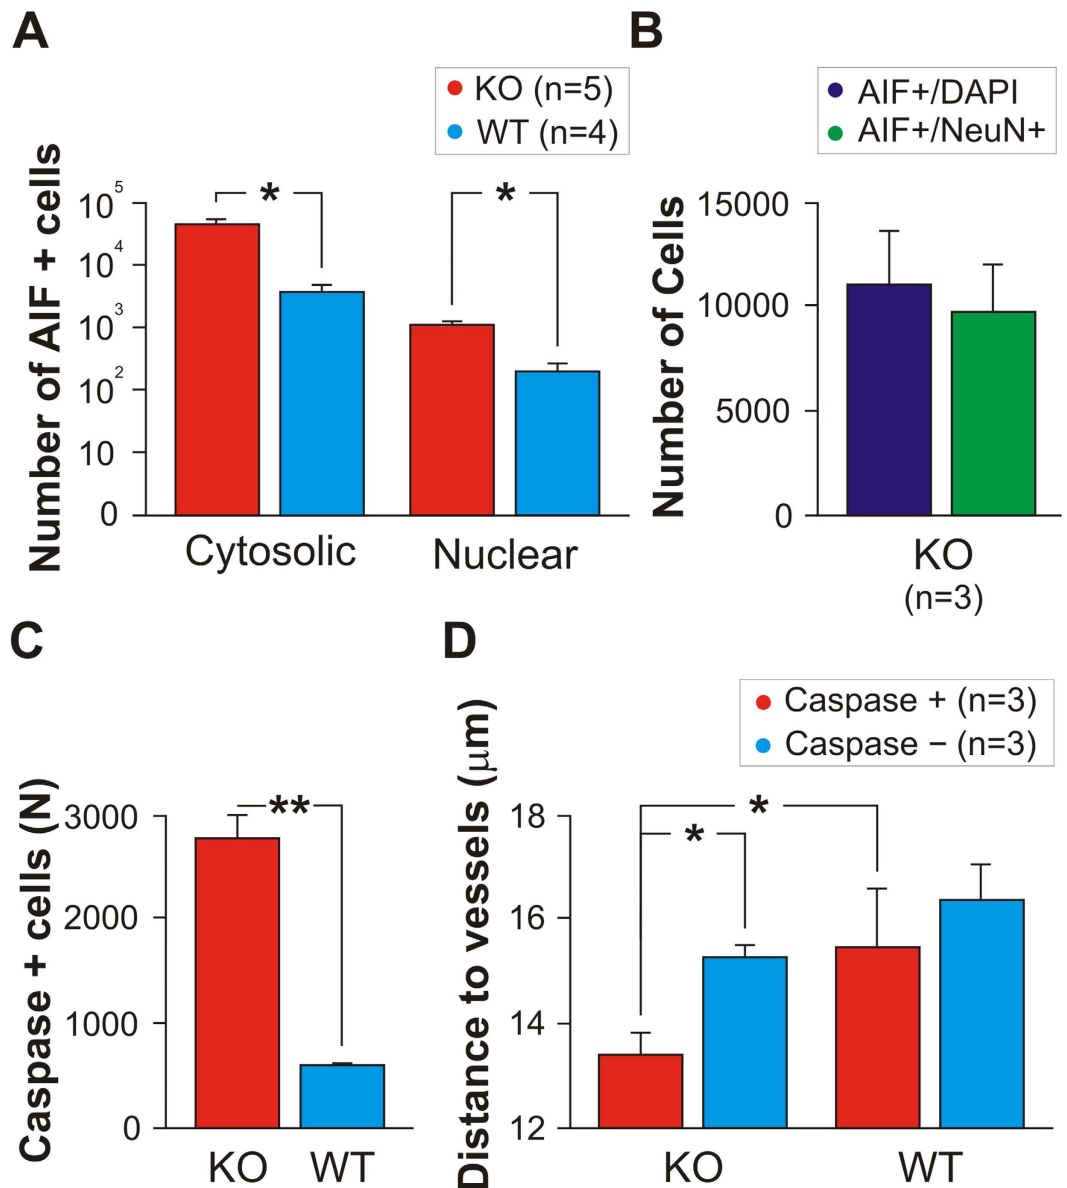 A
KO (n=5)
WT (n=4)
Number of AIF + cells
10^5
10^4
10^3
10^2
10
0
*
*
Cytosolic
Nuclear
B
AIF+/DAPI
AIF+/NeuN+
Number of Cells
15000
10000
5000
0
KO
(n=3)
C
Caspase + cells (N)
3000
2000
1000
0
**
KO
WT
D
Caspase + (n=3)
Caspase − (n=3)
Distance to vessels (μm)
18
16
14
12
*
*
KO
WT